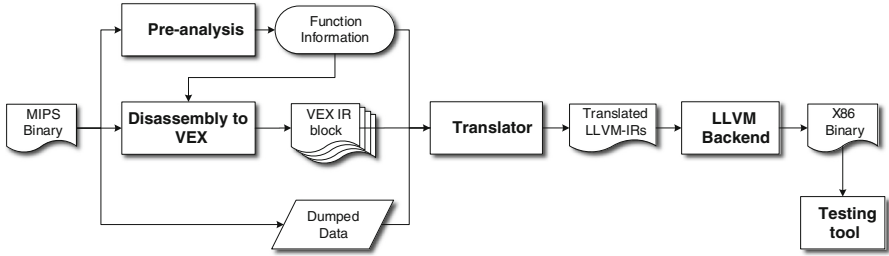 Pre-analysis
Function
Information
MIPS
Binary
Disassembly to
VEX
VEX IR
block
Translator
Translated
LLVM-IRs
LLVM
Backend
X86
Binary
Dumped
Data
Testing
tool